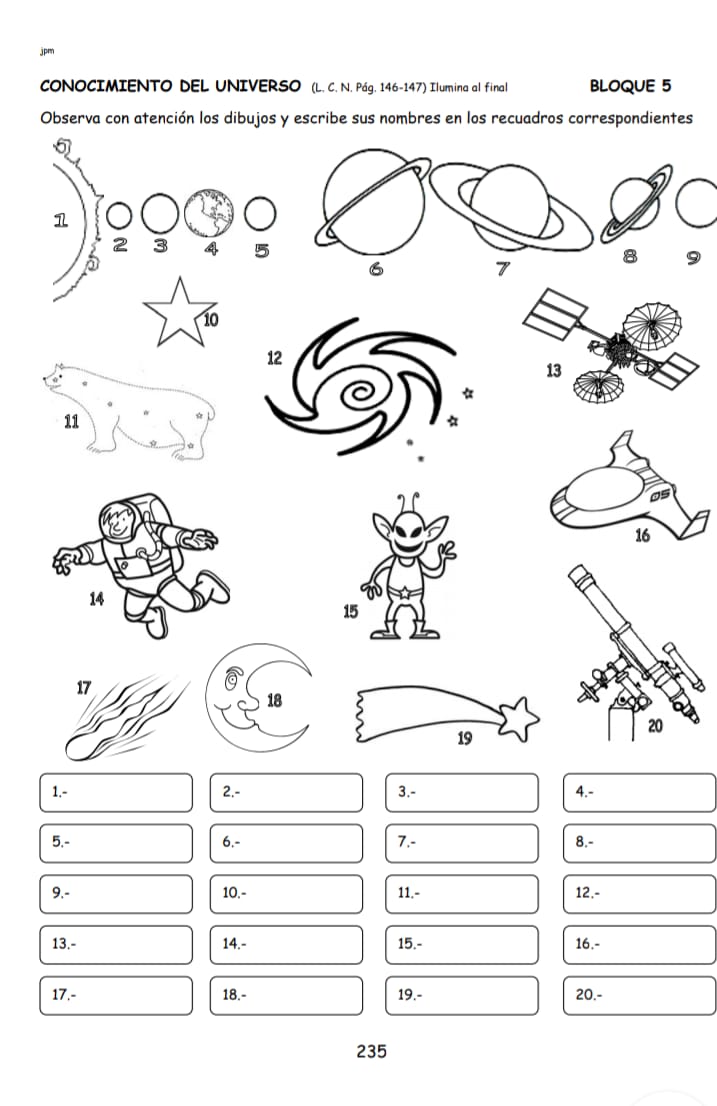 jpm
CONOCIMIENTO DEL UNIVERSO (L. C. N. Pág. 146-147) Ilumina al final BLOQUE 5
Observa con atención los dibujos y escribe sus nombres en los recuadros correspondientes
1 2 3 4 5 6 7 8 9
10
12
13
11
05
16
14
15
17
18
19
20
1.- 2.- 3.- 4.-
5.- 6.- 7.- 8.-
9.- 10.- 11.- 12.-
13.- 14.- 15.- 16.-
17.- 18.- 19.- 20.-
235